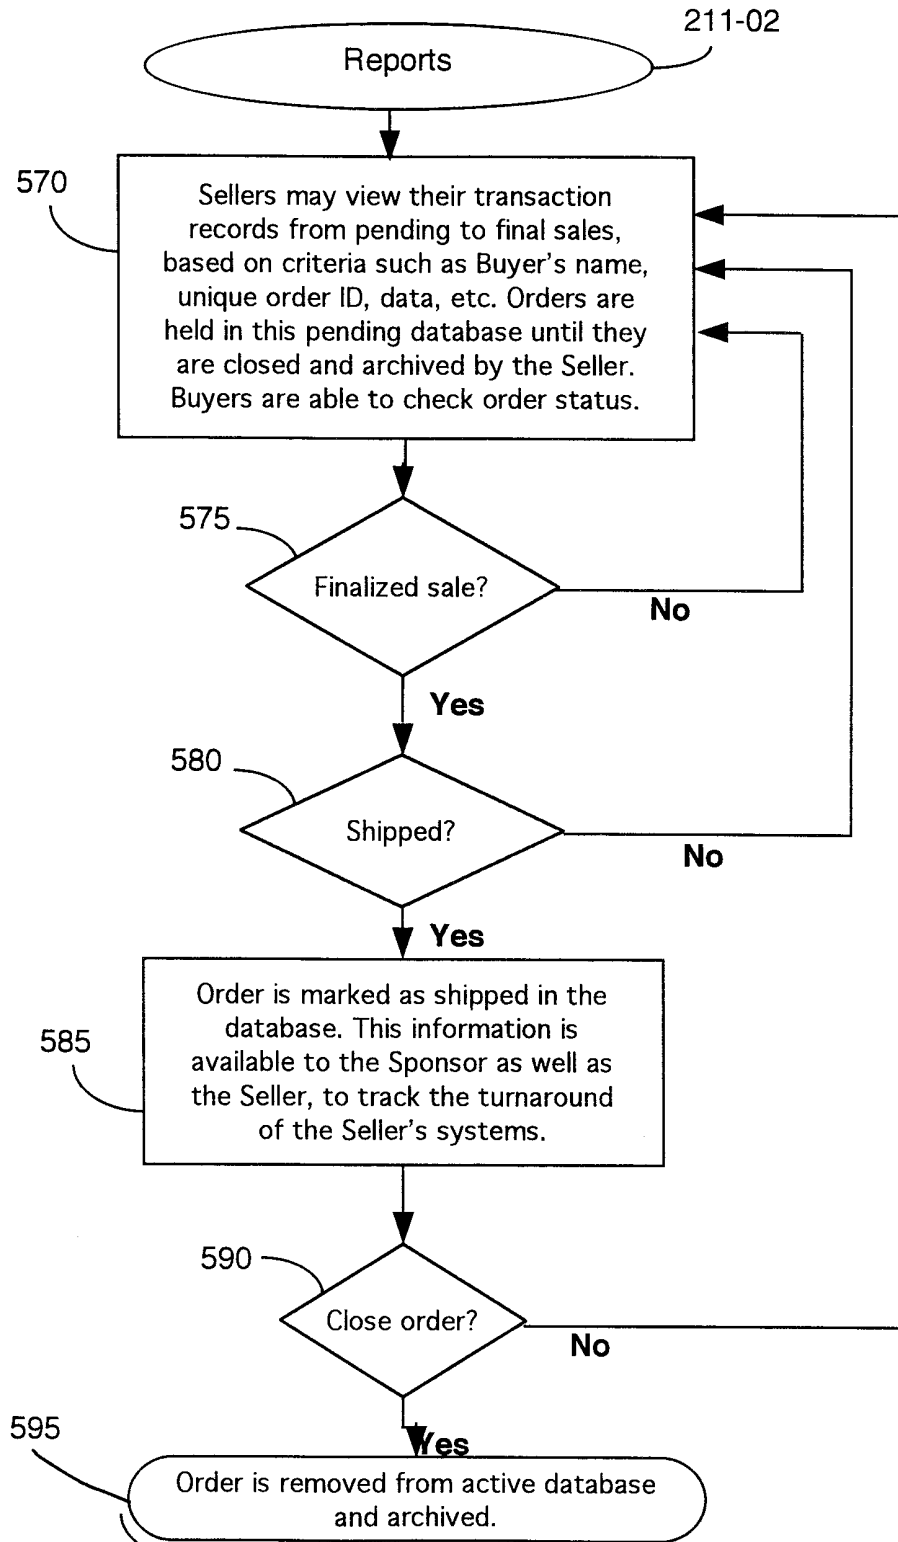 211-02
Reports
570
Sellers may view their transaction
records from pending to final sales,
based on criteria such as Buyer's name,
unique order ID, data, etc. Orders are
held in this pending database until they
are closed and archived by the Seller.
Buyers are able to check order status.
575
Finalized sale?
No
Yes
580
Shipped?
No
Yes
585
Order is marked as shipped in the
database. This information is
available to the Sponsor as well as
the Seller, to track the turnaround
of the Seller's systems.
590
Close order?
No
Yes
595
Order is removed from active database
and archived.